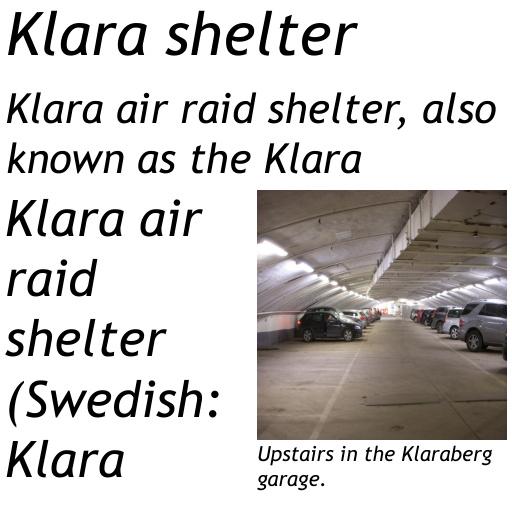 Klara shelter
Klara air raid shelter, also
known as the Klara
Klara air
raid
shelter
(Swedish:
Klara
Upstairs in the Klaraberg
garage.